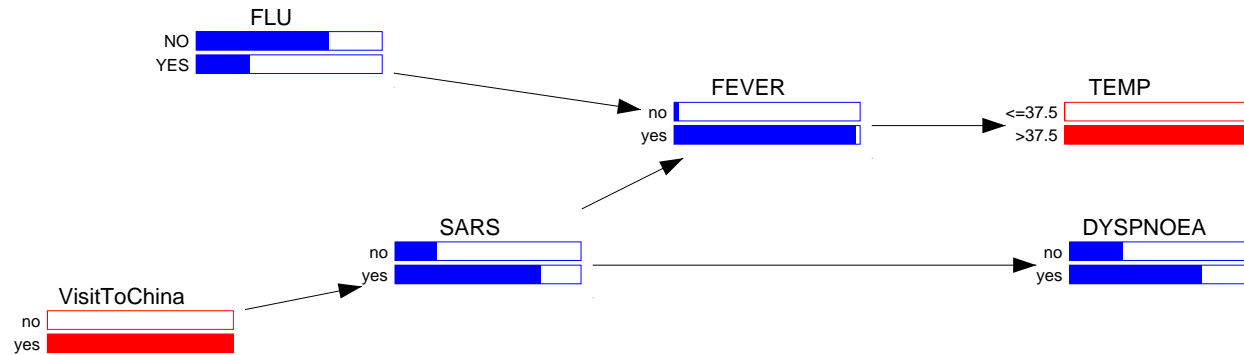 FLU
NO
YES
FEVER
no
yes
TEMP
<=37.5
>37.5
SARS
no
yes
DYSPNOEA
no
yes
VisitToChina
no
yes